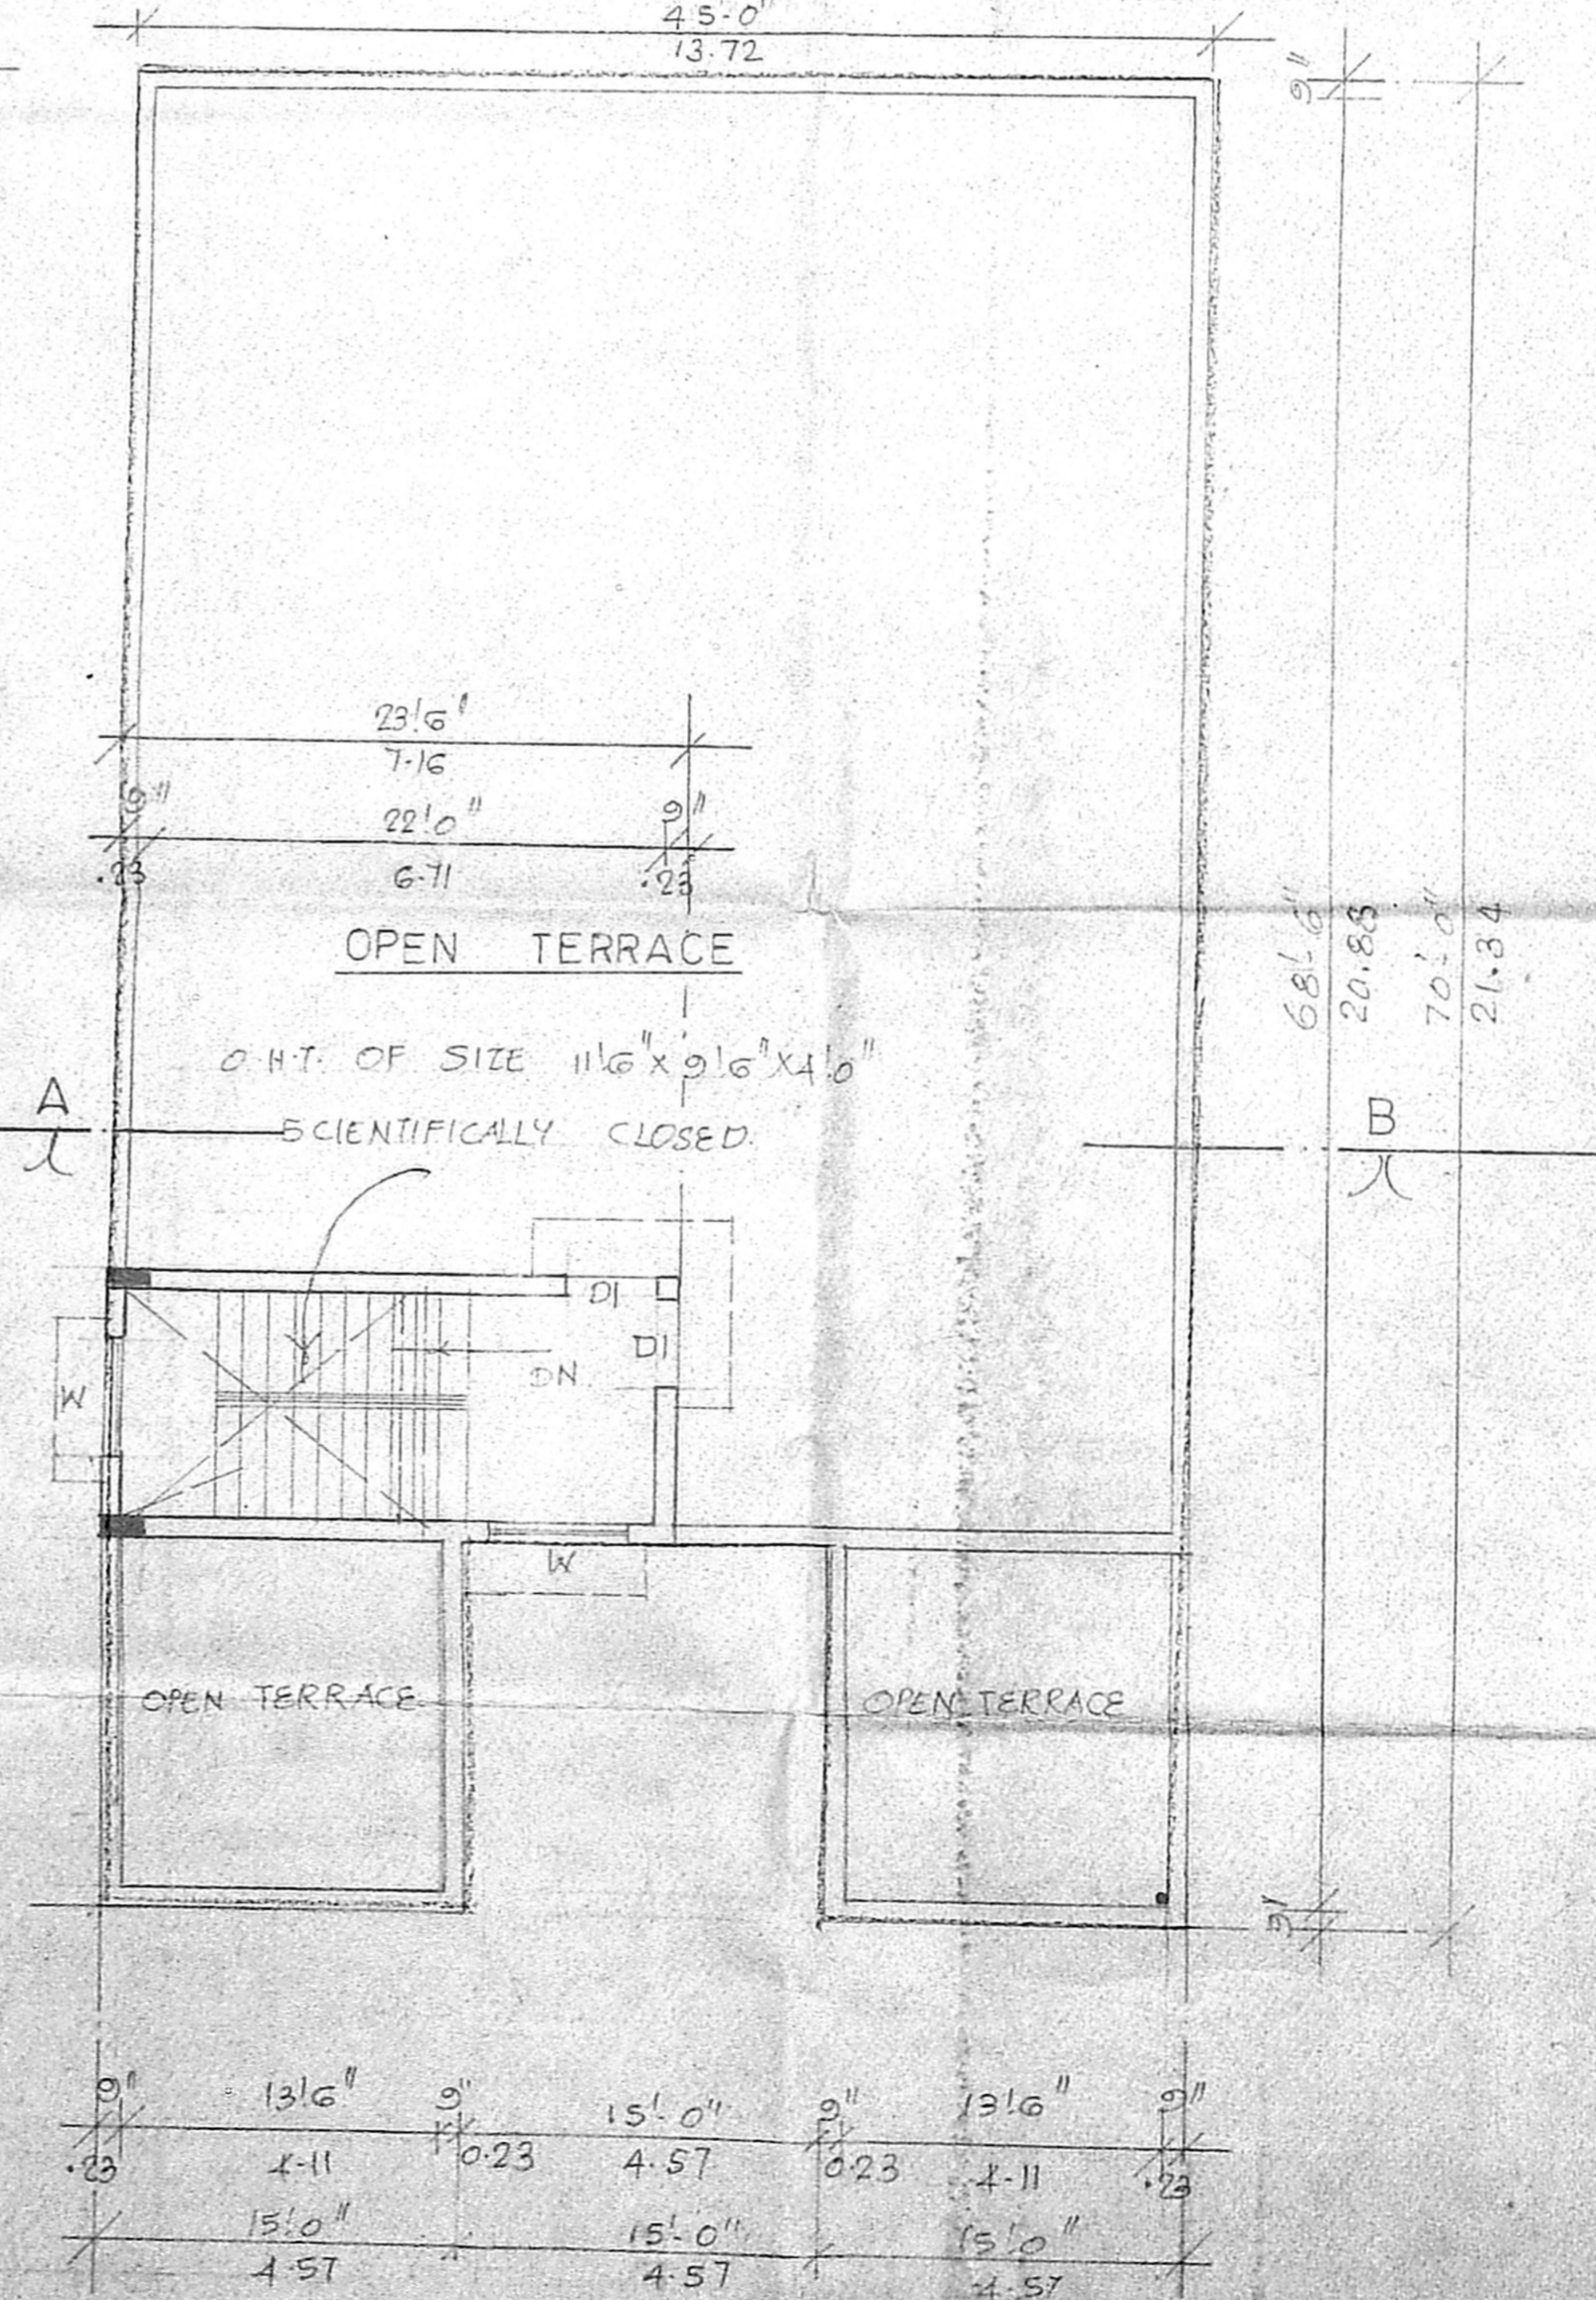 45'-0"
13.72
9"
23'6"
7.16
9" 22'0" 9"
.23 6.71 .23
OPEN TERRACE
68'-6"
20.88
70'-0"
21.34
O.H.T. OF SIZE 11'6" X 9'6" X 4'0"
SCIENTIFICALLY CLOSED.
A
B
D1
D1
DN.
W
W
OPEN TERRACE.
OPEN TERRACE
9"
9" 13'6" 9" 15'-0" 9" 13'6" 9"
.23 4.11 0.23 4.57 0.23 4.11 .23
15'0" 15'-0" 15'0"
4.57 4.57 4.57